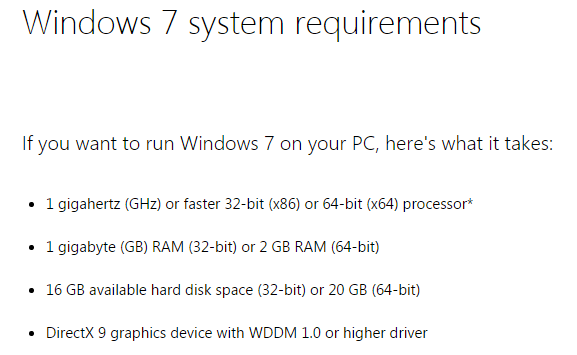 Windows 7 system requirements
If you want to run Windows 7 on your PC, here's what it takes:
• 1 gigahertz (GHz) or faster 32-bit (x86) or 64-bit (x64) processor*
• 1 gigabyte (GB) RAM (32-bit) or 2 GB RAM (64-bit)
• 16 GB available hard disk space (32-bit) or 20 GB (64-bit)
• DirectX 9 graphics device with WDDM 1.0 or higher driver